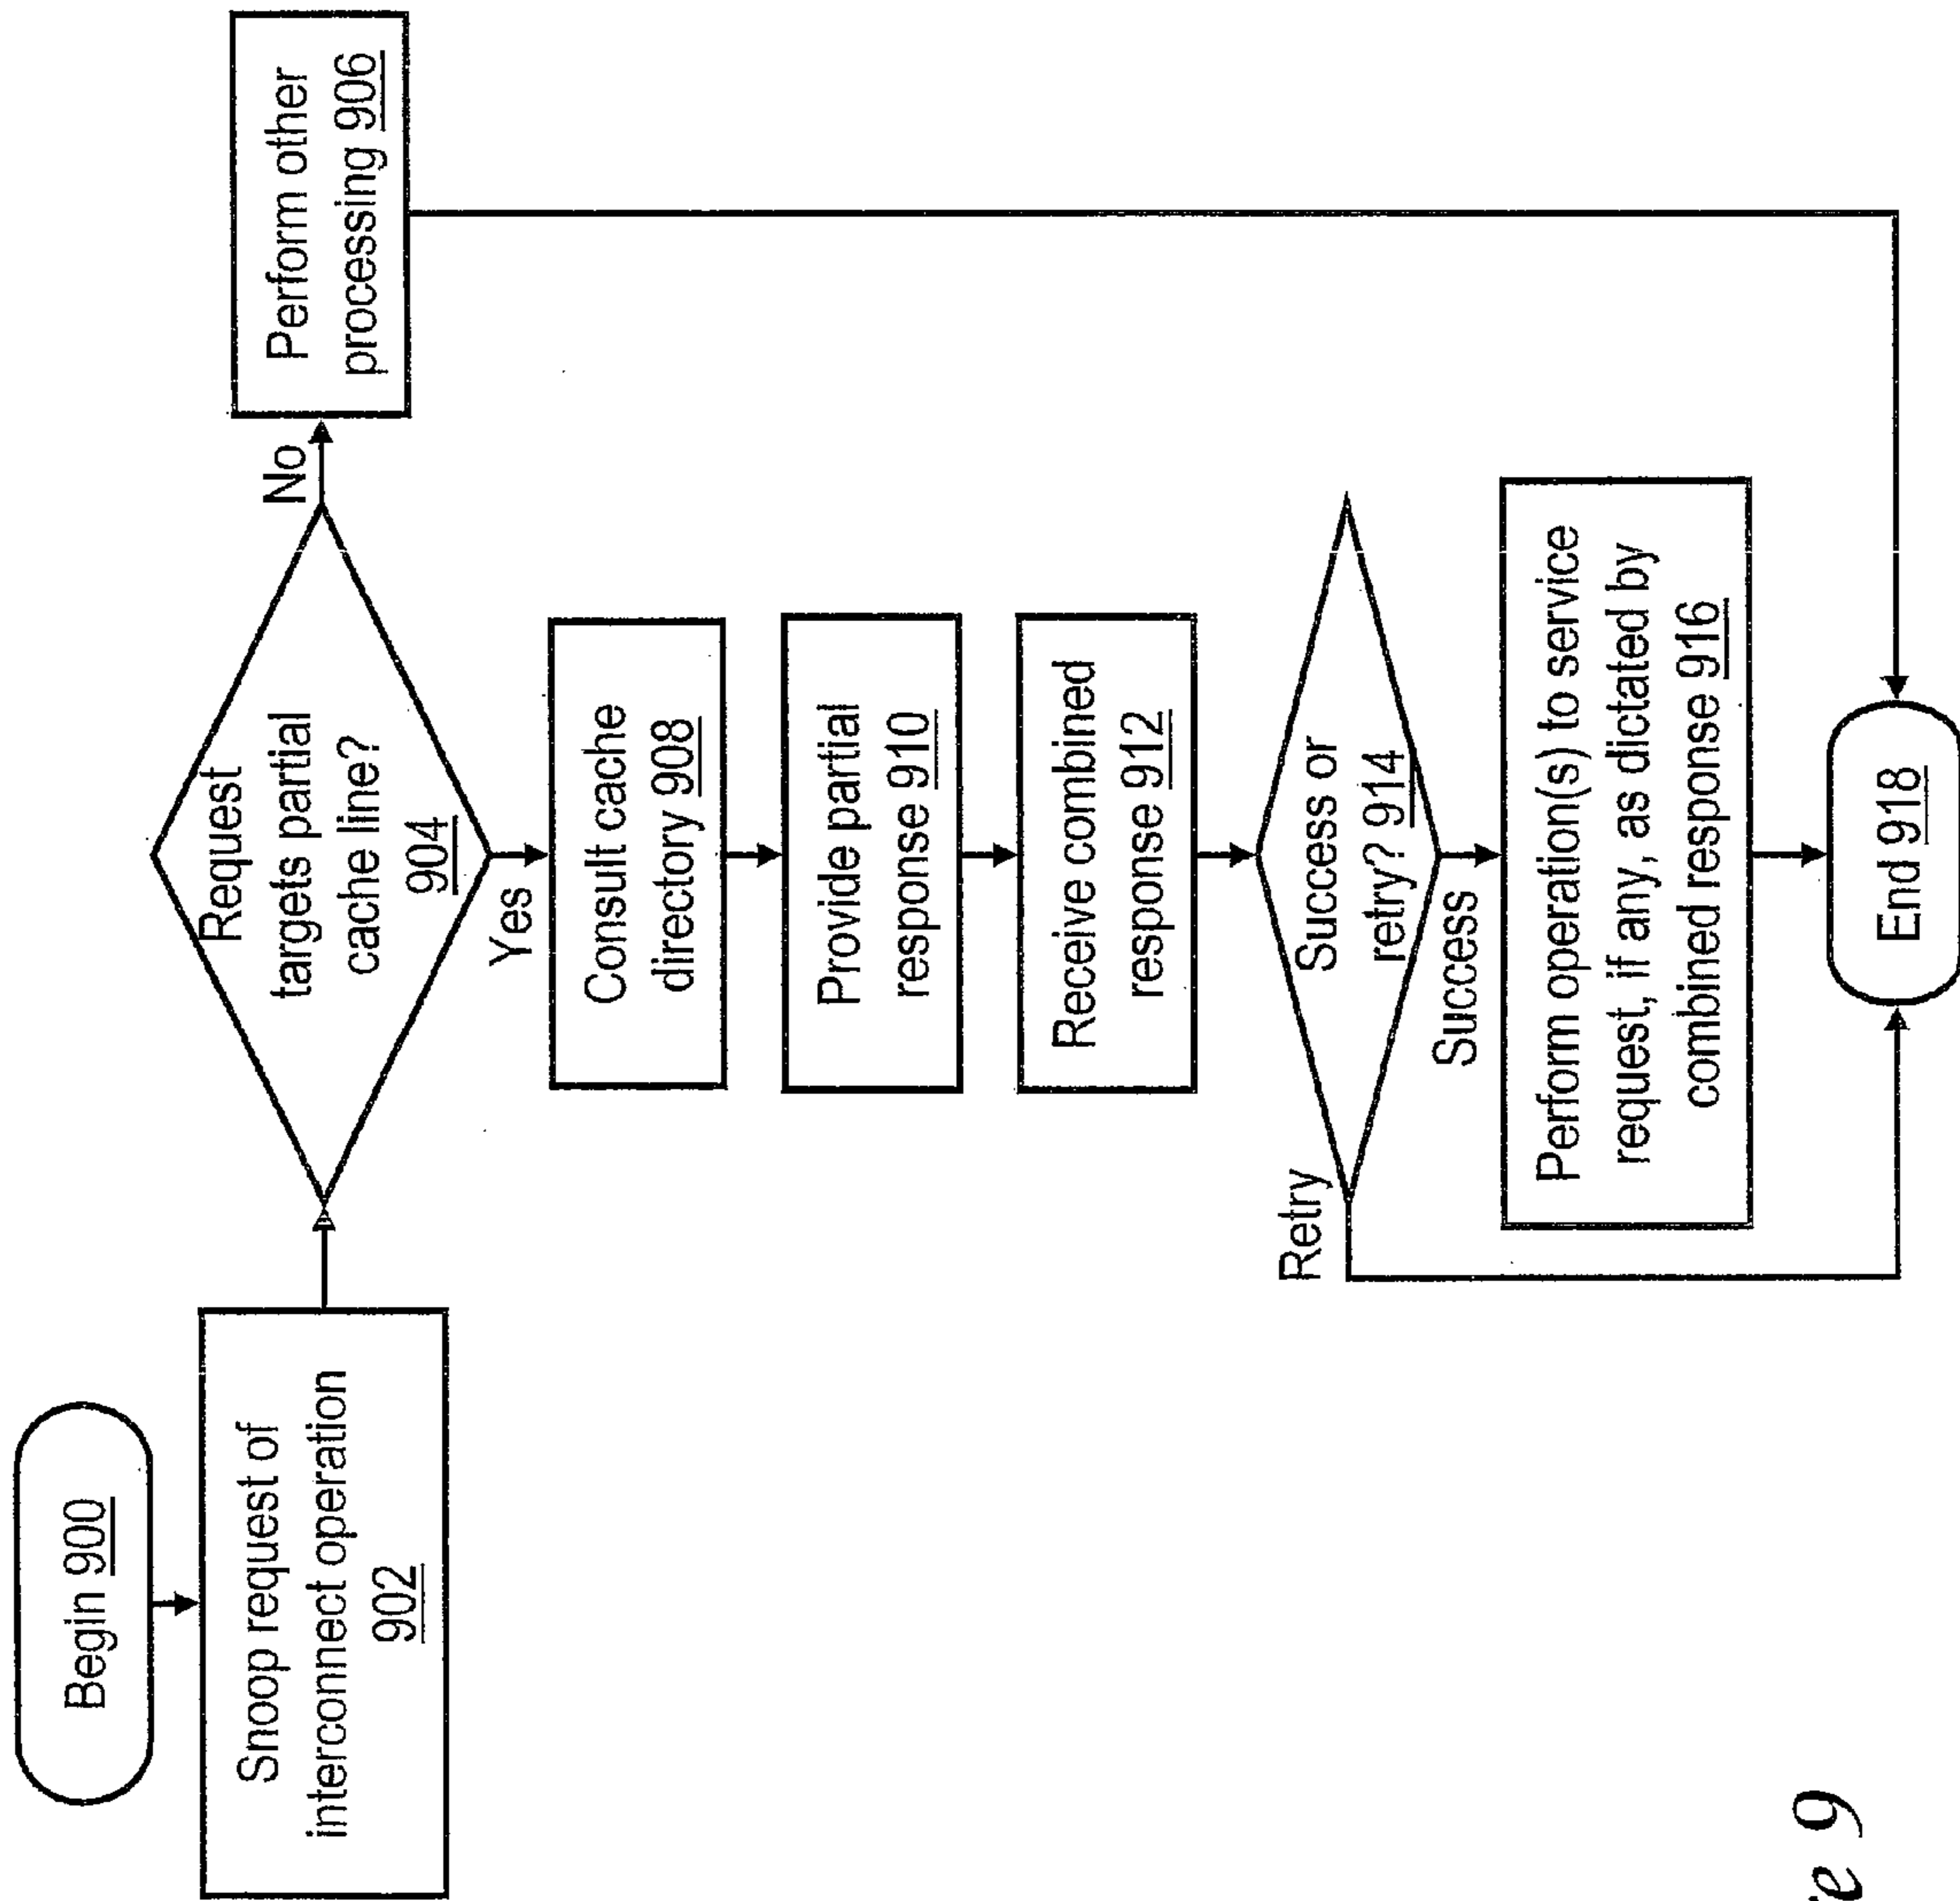 Begin 900
Snoop request of
interconnect operation
902
Request
targets partial
cache line?
904
No
Perform other
processing 906
Yes
Consult cache
directory 908
Provide partial
response 910
Receive combined
response 912
Success or
retry? 914
Retry
Success
Perform operation(s) to service
request, if any, as dictated by
combined response 916
End 918
9